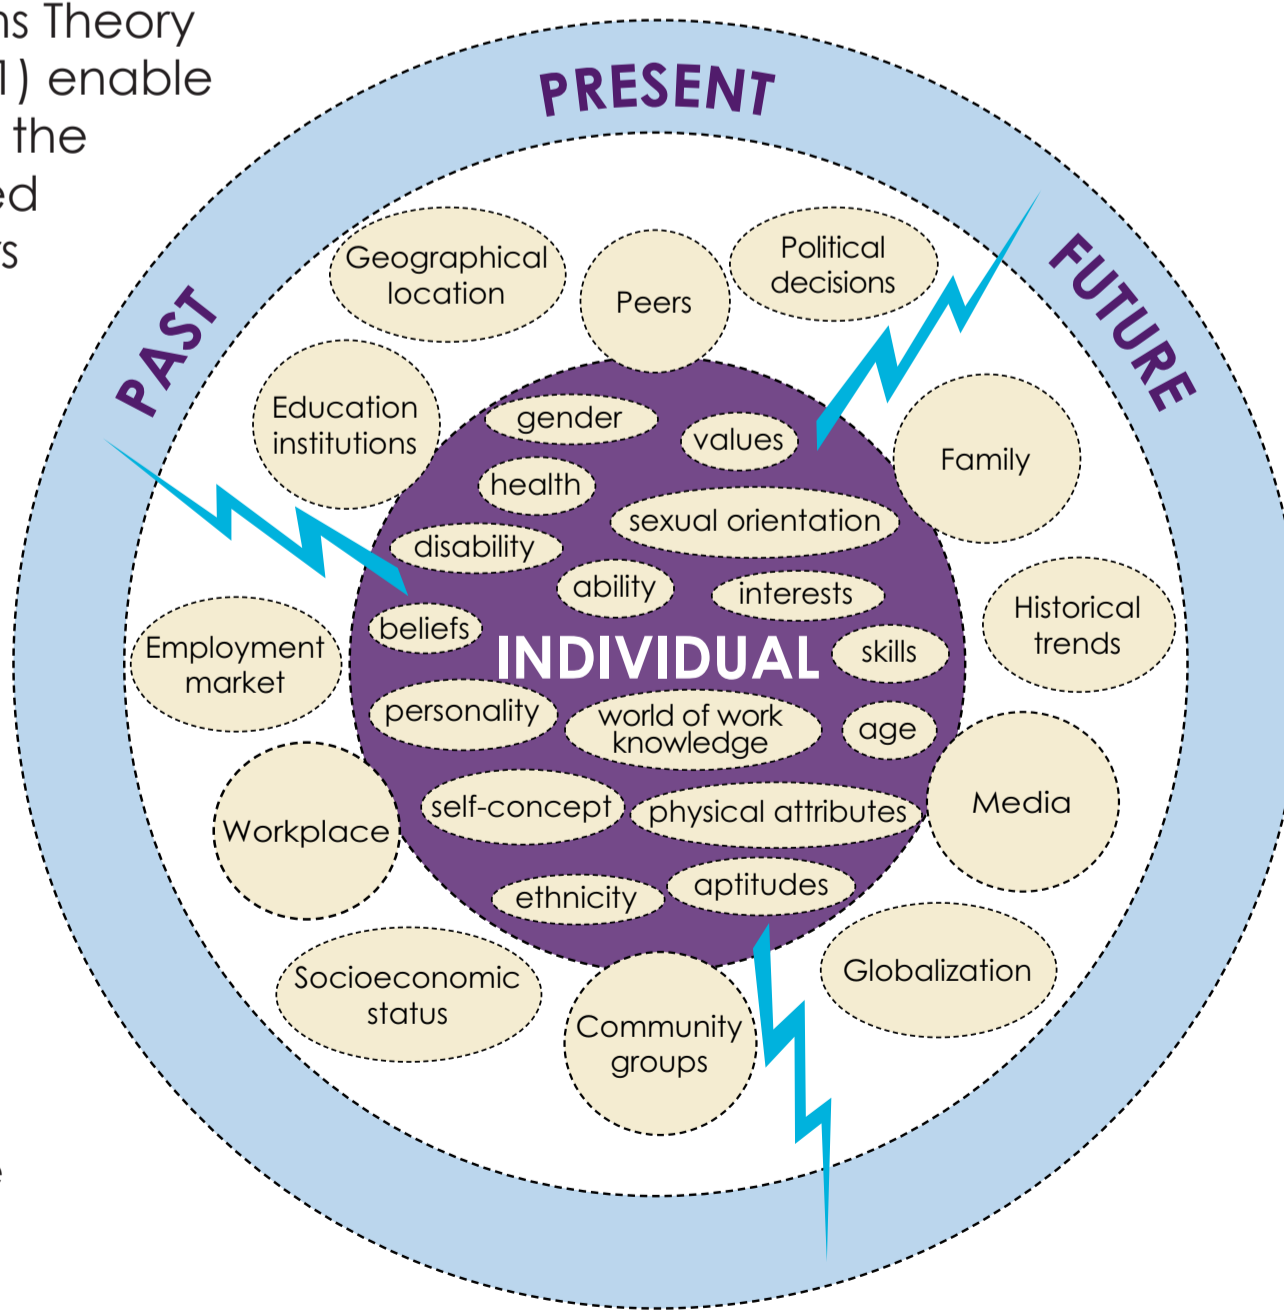 ns Theory
1) enable
the
ed
rs
PRESENT
PAST
FUTURE
Geographical
location
Peers
Political
decisions
Education
institutions
Family
Employment
market
Historical
trends
Workplace
Media
Socioeconomic
status
Community
groups
Globalization
gender
values
health
sexual orientation
disability
ability
interests
beliefs
INDIVIDUAL
skills
personality
world of work
knowledge
age
self-concept
physical attributes
ethnicity
aptitudes